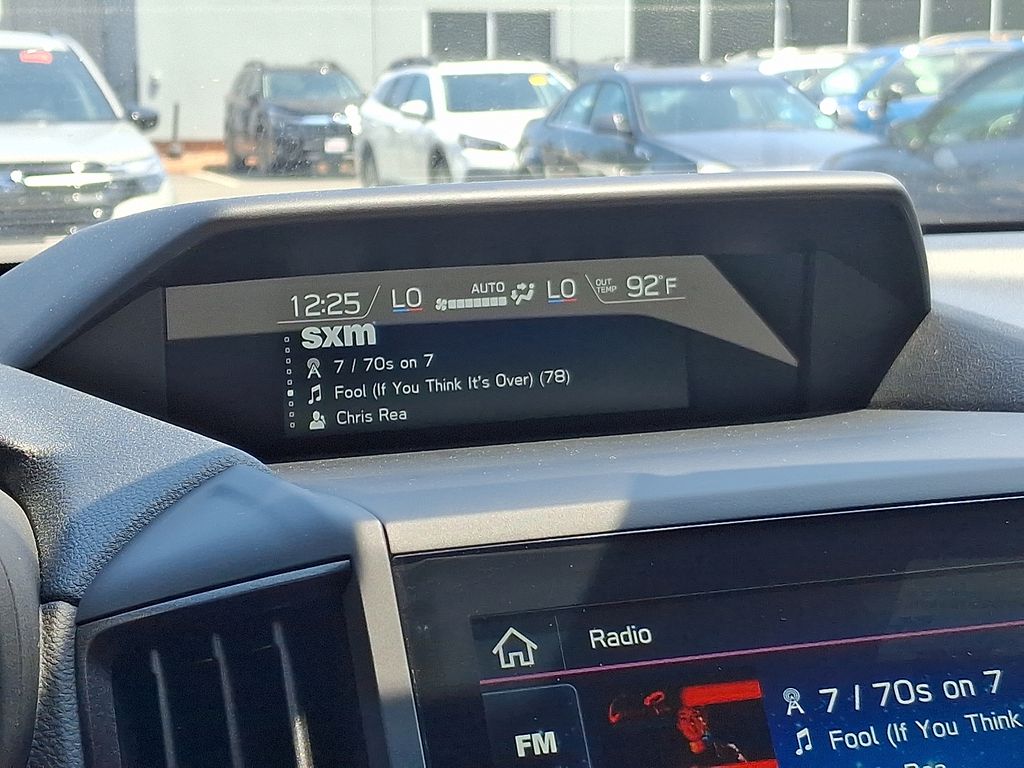 12:25 LO AUTO LO OUT TEMP 92°F
sxm
7 / 70s on 7
Fool (If You Think It's Over) (78)
Chris Rea
Radio
FM
7 / 70s on 7
Fool (If You Think
Rea